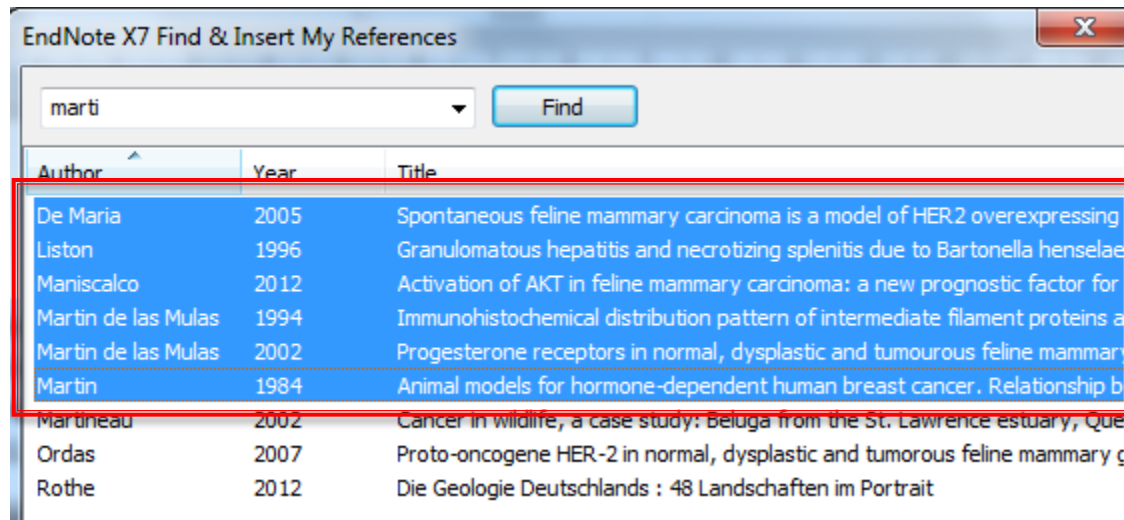 EndNote X7 Find & Insert My References
marti Find
Author Year Title
De Maria 2005 Spontaneous feline mammary carcinoma is a model of HER2 overexpressing
Liston 1996 Granulomatous hepatitis and necrotizing splenitis due to Bartonella henselae
Maniscalco 2012 Activation of AKT in feline mammary carcinoma: a new prognostic factor for
Martin de las Mulas 1994 Immunohistochemical distribution pattern of intermediate filament proteins a
Martin de las Mulas 2002 Progesterone receptors in normal, dysplastic and tumourous feline mammary
Martin 1984 Animal models for hormone-dependent human breast cancer. Relationship b
Martineau 2002 Cancer in wildlife, a case study: Beluga from the St. Lawrence estuary, Que
Ordas 2007 Proto-oncogene HER-2 in normal, dysplastic and tumorous feline mammary g
Rothe 2012 Die Geologie Deutschlands : 48 Landschaften im Portrait